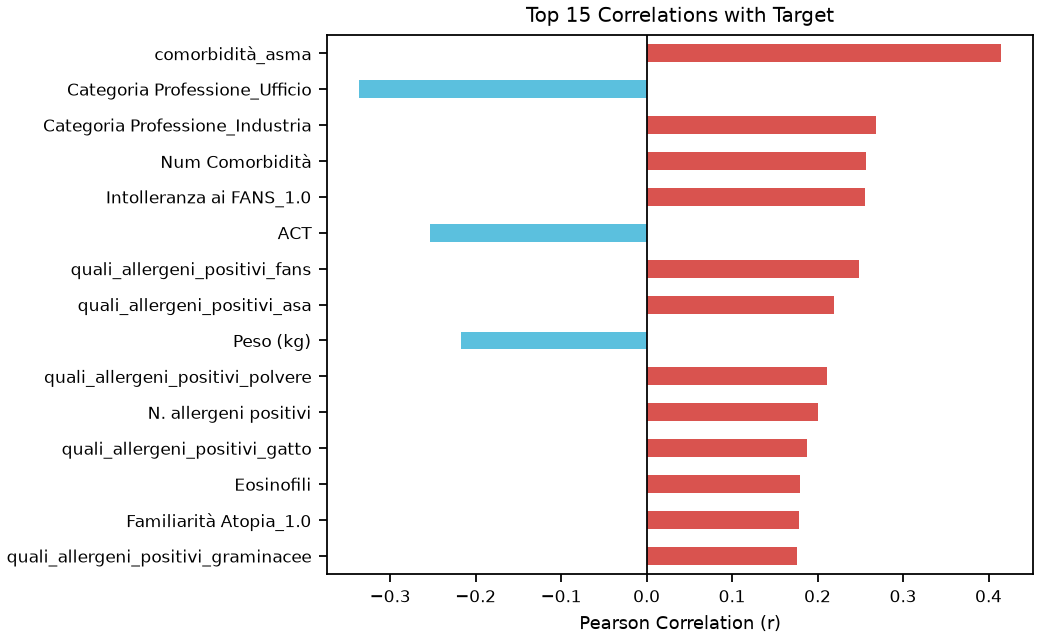 Top 15 Correlations with Target
comorbidità_asma
Categoria Professione_Ufficio
Categoria Professione_Industria
Num Comorbidità
Intolleranza ai FANS_1.0
ACT
quali_allergeni_positivi_fans
quali_allergeni_positivi_asa
Peso (kg)
quali_allergeni_positivi_polvere
N. allergeni positivi
quali_allergeni_positivi_gatto
Eosinofili
Familiarità Atopia_1.0
quali_allergeni_positivi_graminacee
−0.3 −0.2 −0.1 0.0 0.1 0.2 0.3 0.4
Pearson Correlation (r)